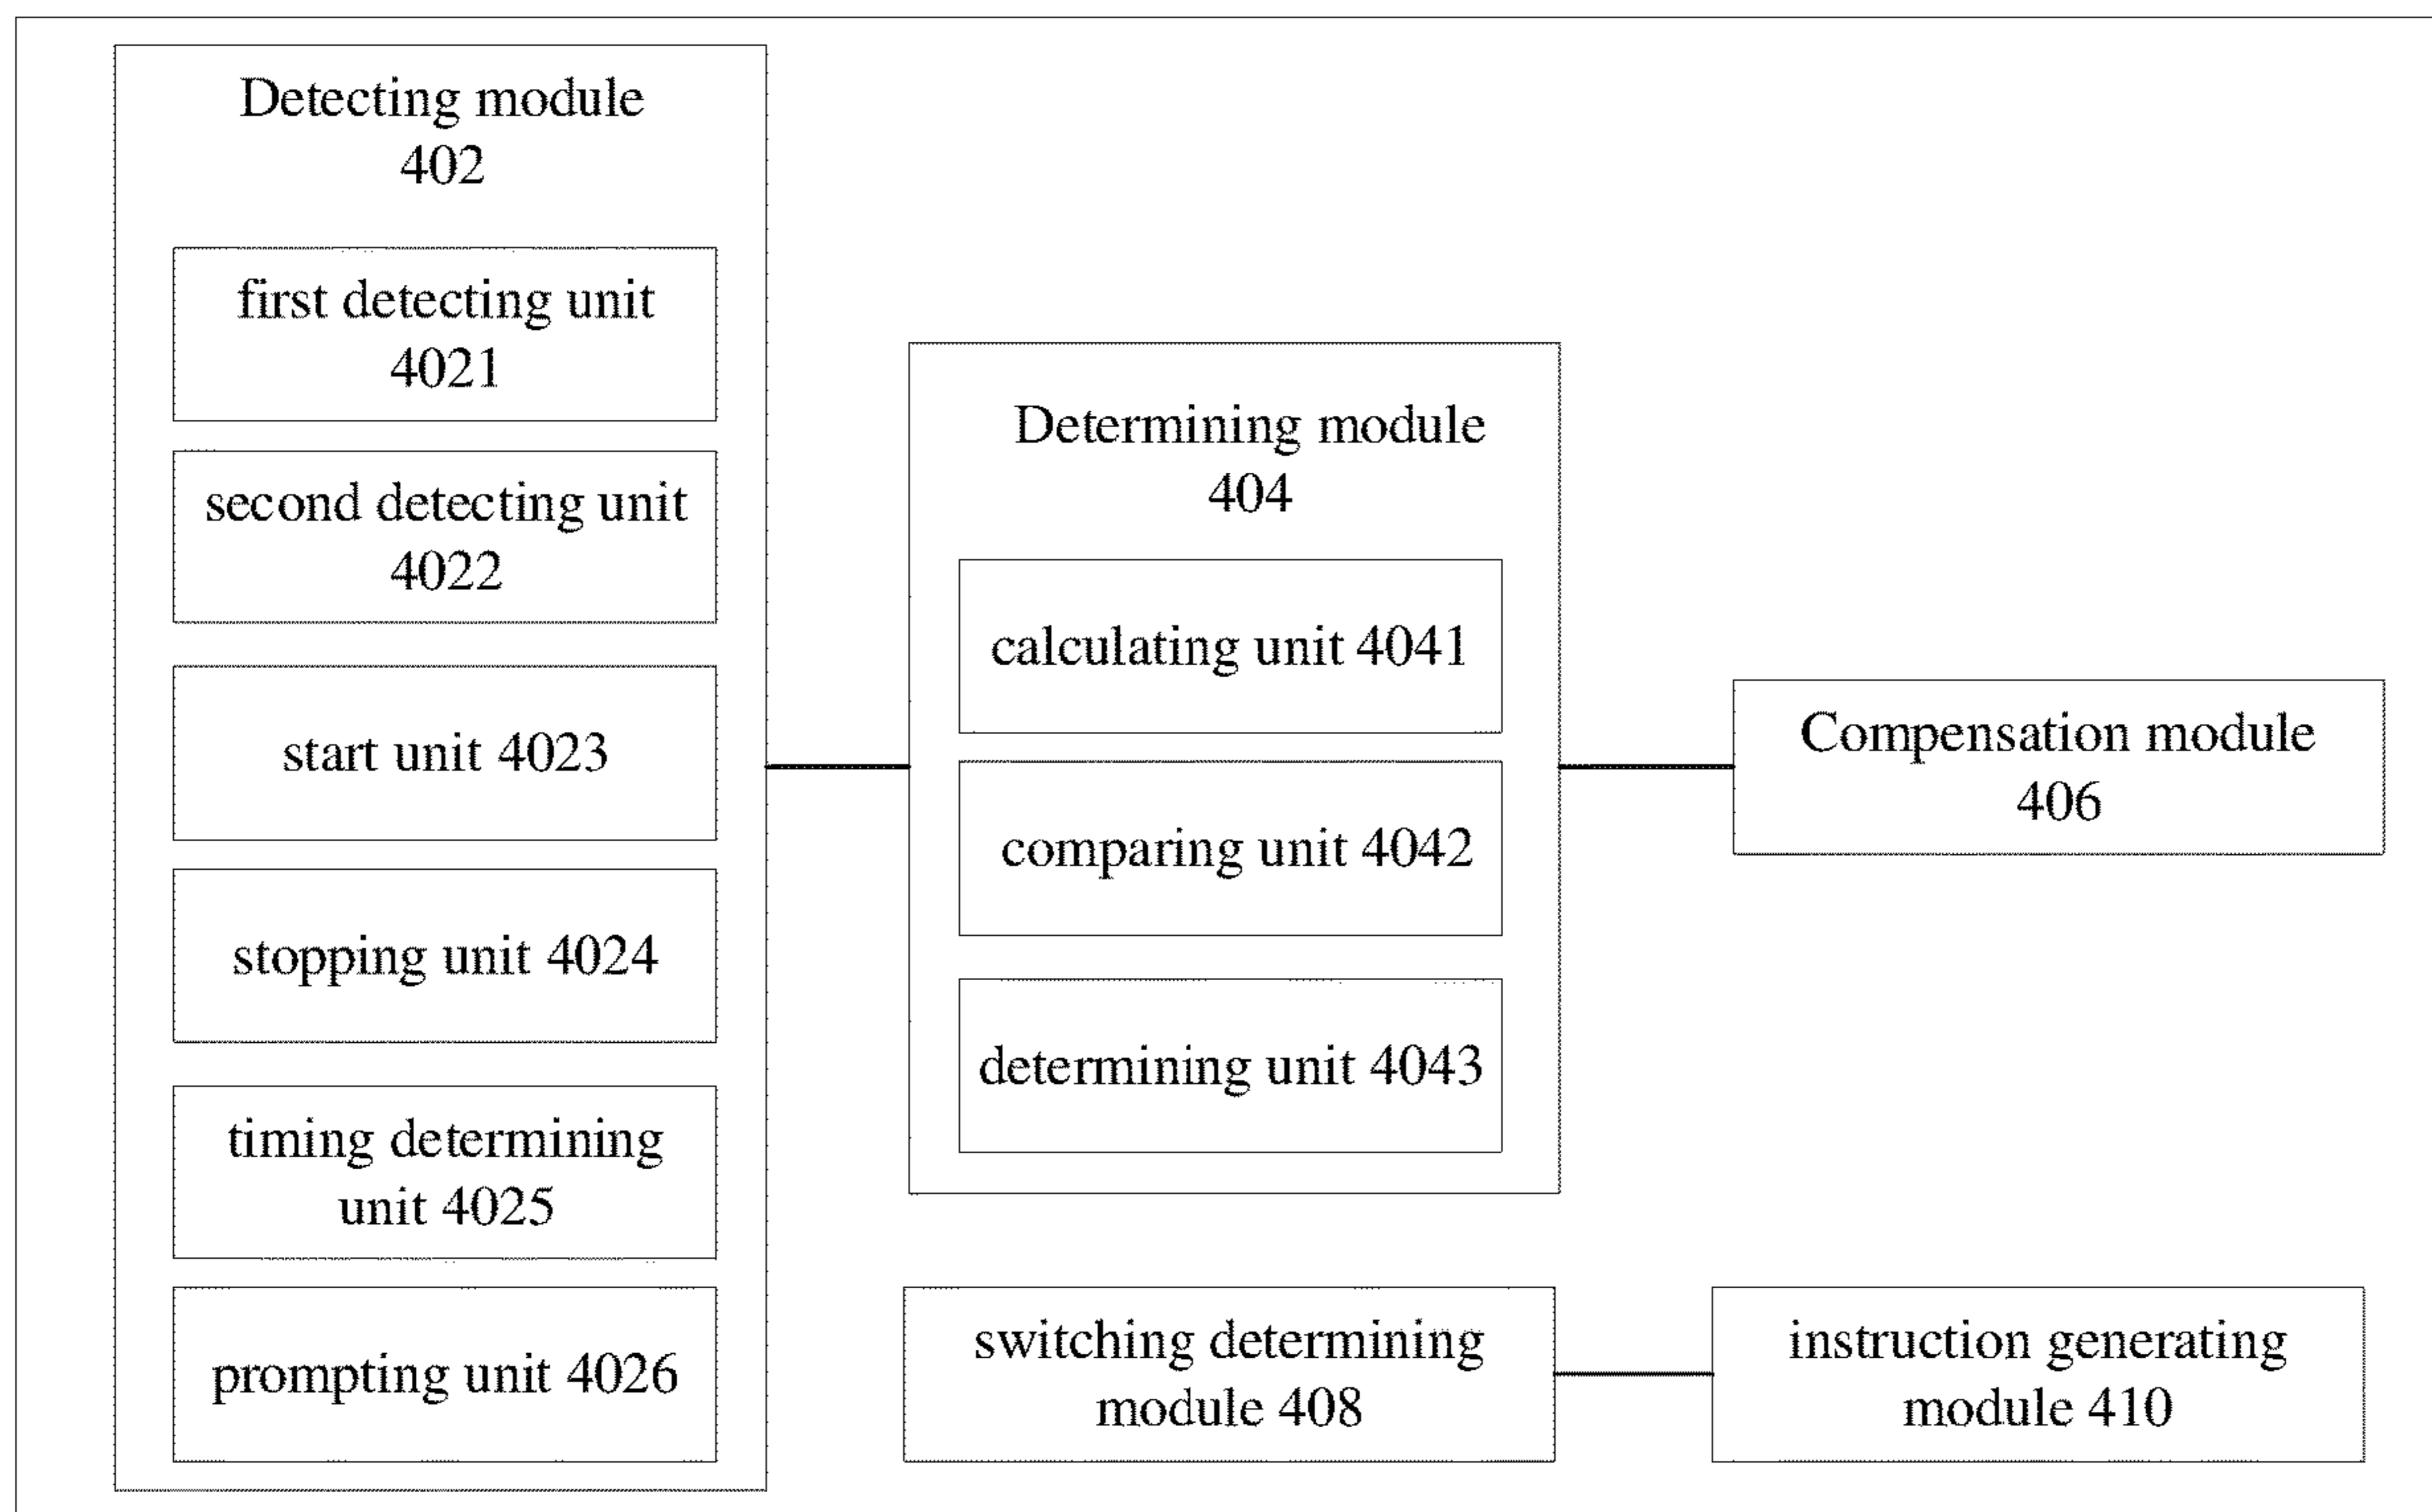 Detecting module
402
first detecting unit
4021
second detecting unit
4022
start unit 4023
stopping unit 4024
timing determining
unit 4025
prompting unit 4026
Determining module
404
calculating unit 4041
comparing unit 4042
determining unit 4043
Compensation module
406
switching determining
module 408
instruction generating
module 410